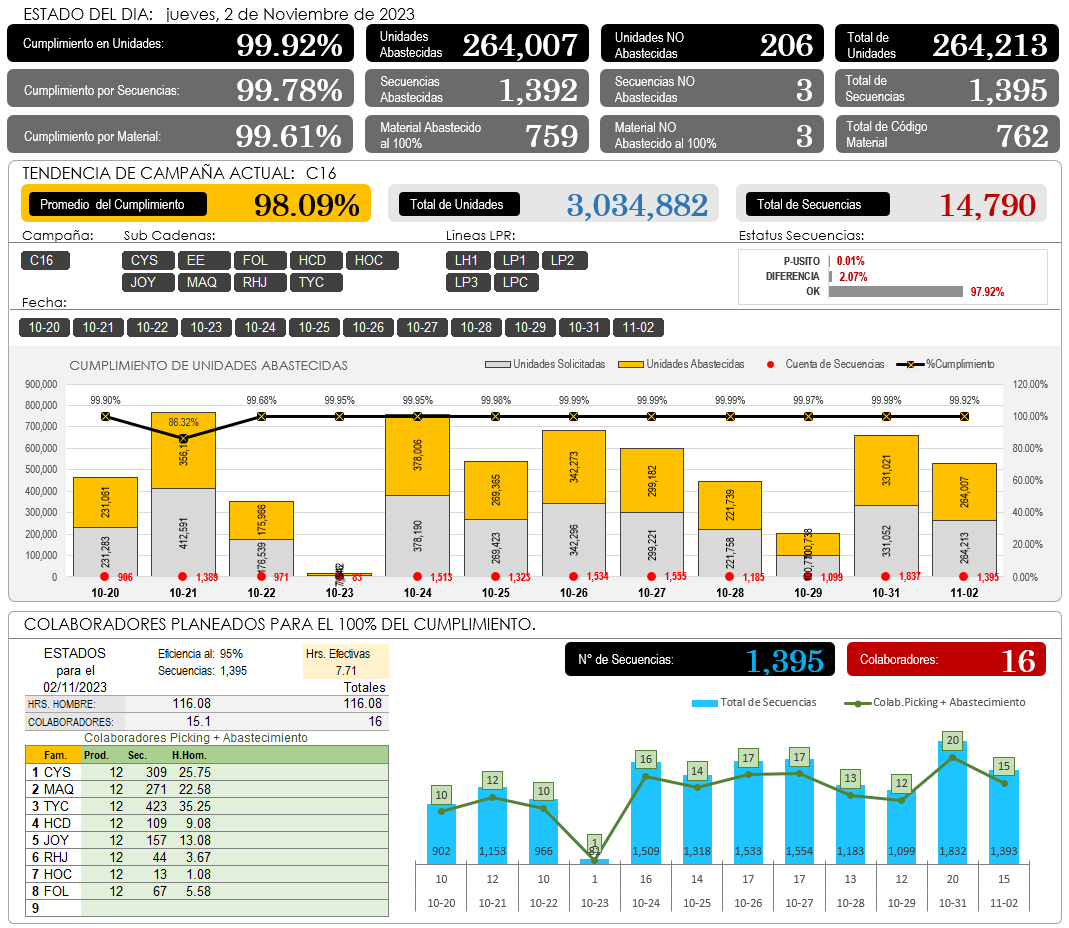 ESTADO DEL DIA: jueves, 2 de Noviembre de 2023
Cumplimiento en Unidades: 99.92%
Unidades Abastecidas 264,007
Unidades NO Abastecidas 206
Total de Unidades 264,213
Cumplimiento por Secuencias: 99.78%
Secuencias Abastecidas 1,392
Secuencias NO Abastecidas 3
Total de Secuencias 1,395
Cumplimiento por Material: 99.61%
Material Abastecido al 100% 759
Material NO Abastecido al 100% 3
Total de Código Material 762
TENDENCIA DE CAMPAÑA ACTUAL: C16
Promedio del Cumplimiento 98.09%
Total de Unidades 3,034,882
Total de Secuencias 14,790
Campaña: Sub Cadenas: Lineas LPR: Estatus Secuencias:
C16 CYS EE FOL HCD HOC LH1 LP1 LP2
JOY MAQ RHJ TYC LP3 LPC
P-USITO 0.01%
DIFERENCIA 2.07%
OK 97.92%
Fecha:
10-20 10-21 10-22 10-23 10-24 10-25 10-26 10-27 10-28 10-29 10-31 11-02
CUMPLIMIENTO DE UNIDADES ABASTECIDAS
Unidades Solicitadas Unidades Abastecidas Cuenta de Secuencias %Cumplimiento
900,000 800,000 700,000 600,000 500,000 400,000 300,000 200,000 100,000 0
120.00% 100.00% 80.00% 60.00% 40.00% 20.00% 0.00%
99.90% 86.32% 99.68% 99.95% 99.95% 99.98% 99.99% 99.99% 99.99% 99.97% 99.99% 99.92%
231,061 175,966 378,006 269,365 342,273 299,182 221,739 100,738 331,021 264,007
231,283 412,591 176,539 378,190 269,423 342,296 299,221 221,758 331,052 264,213
906 1,389 971 85 1,513 1,323 1,534 1,555 1,185 1,099 1,837 1,395
10-20 10-21 10-22 10-23 10-24 10-25 10-26 10-27 10-28 10-29 10-31 11-02
COLABORADORES PLANEADOS PARA EL 100% DEL CUMPLIMIENTO.
ESTADOS Eficiencia al: 95% Hrs. Efectivas
para el Secuencias: 1,395 7.71
02/11/2023 Totales
HRS. HOMBRE: 116.08 116.08
COLABORADORES: 15.1 16
Colaboradores Picking + Abastecimiento
Fam. Prod. Sec. H.Hom.
1 CYS 12 309 25.75
2 MAQ 12 271 22.58
3 TYC 12 423 35.25
4 HCD 12 109 9.08
5 JOY 12 157 13.08
6 RHJ 12 44 3.67
7 HOC 12 13 1.08
8 FOL 12 67 5.58
9
N° de Secuencias: 1,395
Colaboradores: 16
Total de Secuencias Colab.Picking + Abastecimiento
10 12 10 1 16 14 17 17 13 12 20 15
902 1,153 966 1,509 1,318 1,533 1,554 1,183 1,099 1,832 1,393
10 12 10 1 16 14 17 17 13 12 20 15
10-20 10-21 10-22 10-23 10-24 10-25 10-26 10-27 10-28 10-29 10-31 11-02